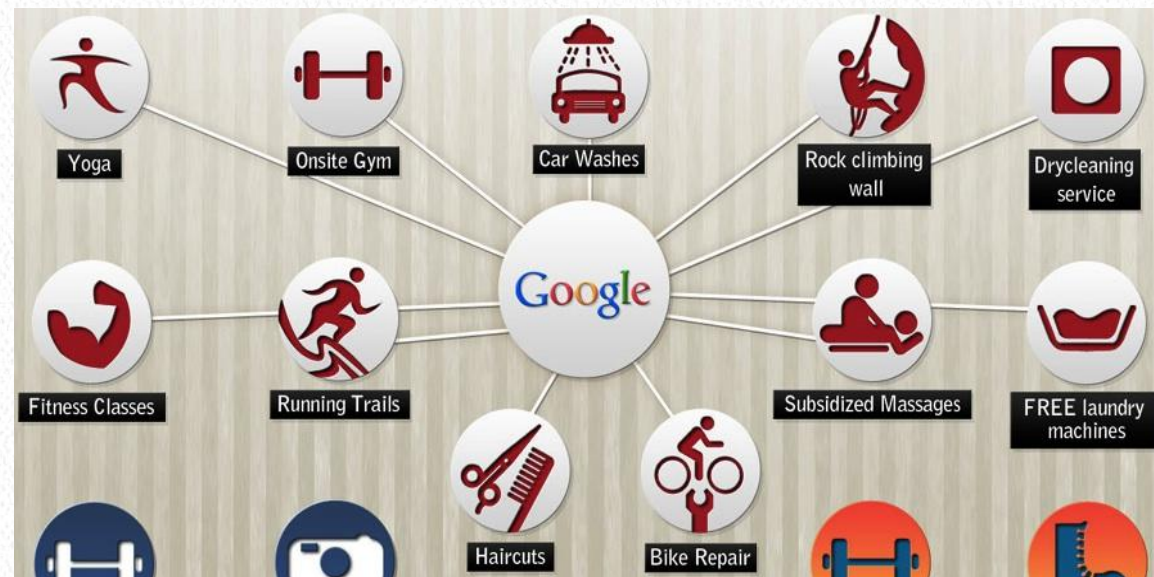 Yoga
Onsite Gym
Car Washes
Rock climbing
wall
Drycleaning
service
Google
Fitness Classes
Running Trails
Subsidized Massages
FREE laundry
machines
Haircuts
Bike Repair